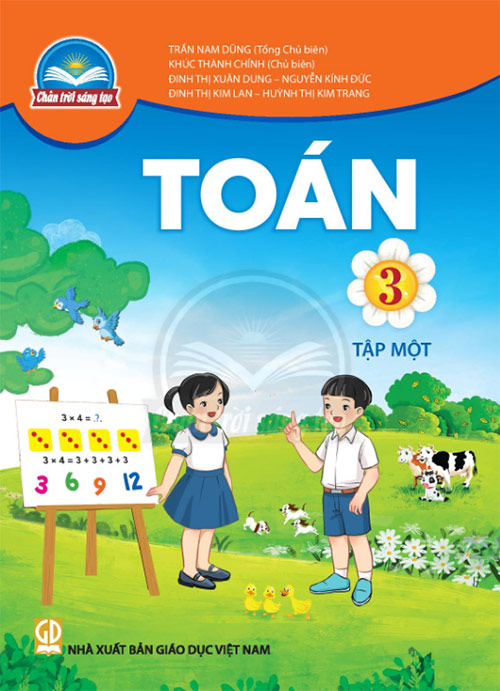 TRẦN NAM DŨNG (Tổng Chủ biên)
KHÚC THÀNH CHÍNH (Chủ biên)
ĐINH THỊ XUÂN DUNG – NGUYỄN KÍNH ĐỨC
ĐINH THỊ KIM LAN – HUỲNH THỊ KIM TRANG
Chân trời sáng tạo
TOÁN
3
TẬP MỘT
3 × 4 = .?.
3 × 4 = 3 + 3 + 3 + 3
3 6 9 12
GD
NHÀ XUẤT BẢN GIÁO DỤC VIỆT NAM